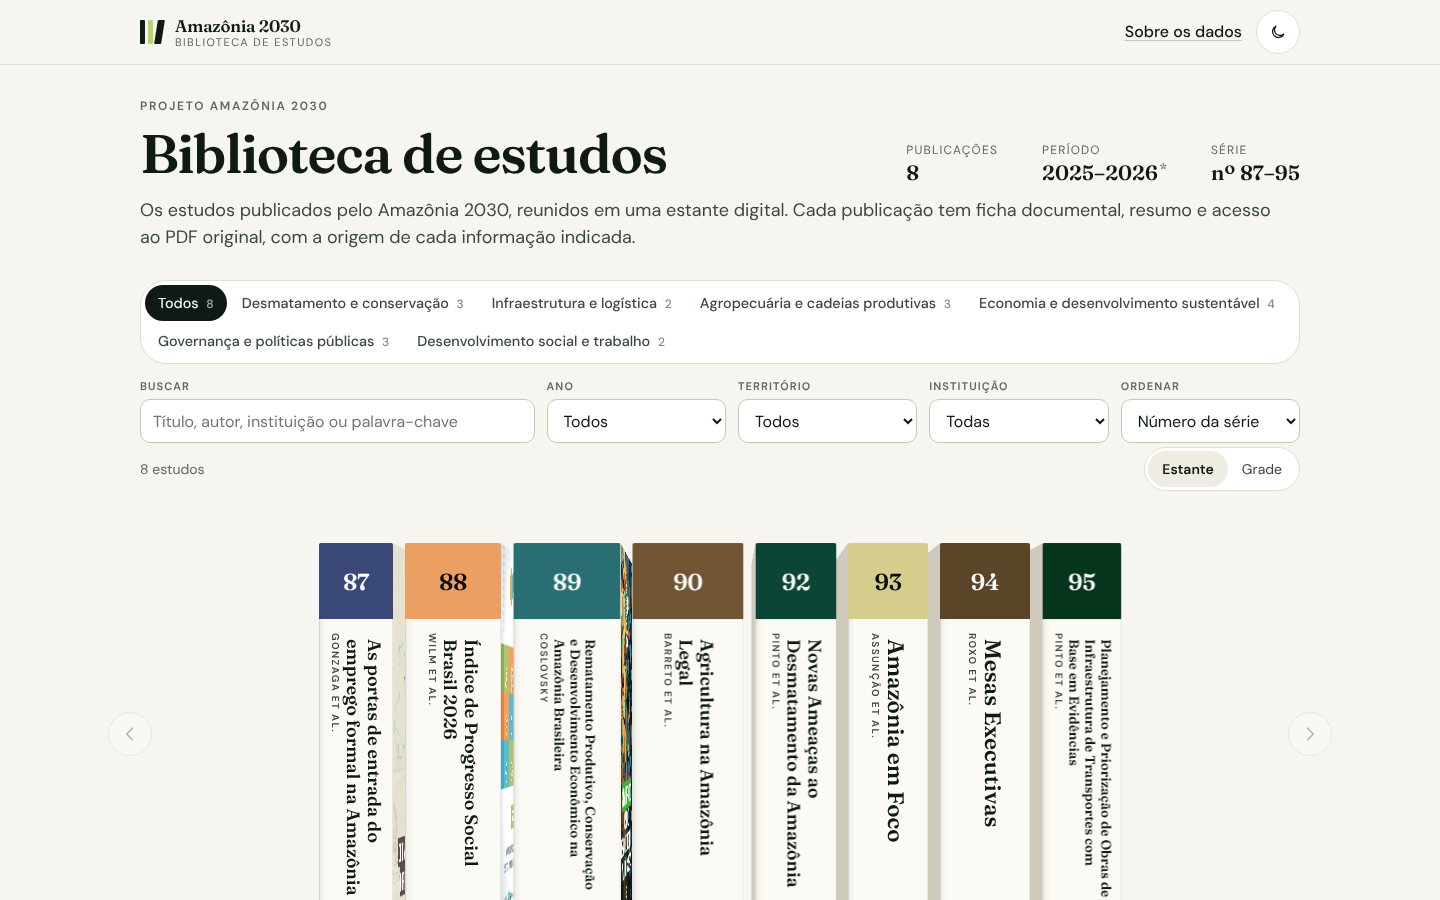 Amazônia 2030
BIBLIOTECA DE ESTUDOS
Sobre os dados
PROJETO AMAZÔNIA 2030
Biblioteca de estudos
PUBLICAÇÕES
8
PERÍODO
2025–2026*
SÉRIE
nº 87–95
Os estudos publicados pelo Amazônia 2030, reunidos em uma estante digital. Cada publicação tem ficha documental, resumo e acesso
ao PDF original, com a origem de cada informação indicada.
Todos 8
Desmatamento e conservação 3
Infraestrutura e logística 2
Agropecuária e cadeias produtivas 3
Economia e desenvolvimento sustentável 4
Governança e políticas públicas 3
Desenvolvimento social e trabalho 2
BUSCAR
Título, autor, instituição ou palavra-chave
ANO
Todos
TERRITÓRIO
Todos
INSTITUIÇÃO
Todas
ORDENAR
Número da série
8 estudos
Estante
Grade
87
As portas de entrada do
emprego formal na Amazônia
GONZAGA ET AL.
88
Índice de Progresso Social
Brasil 2026
WILM ET AL.
89
Rematamento Produtivo, Conservação
e Desenvolvimento Econômico na
Amazônia Brasileira
COSLOVSKY
90
Agricultura na Amazônia
Legal
BARRETO ET AL.
92
Novas Ameaças ao
Desmatamento da Amazônia
PINTO ET AL.
93
Amazônia em Foco
ASSUNÇÃO ET AL.
94
Mesas Executivas
ROXO ET AL.
95
Planejamento e Priorização de Obras de
Infraestrutura de Transportes com
Base em Evidências
PINTO ET AL.